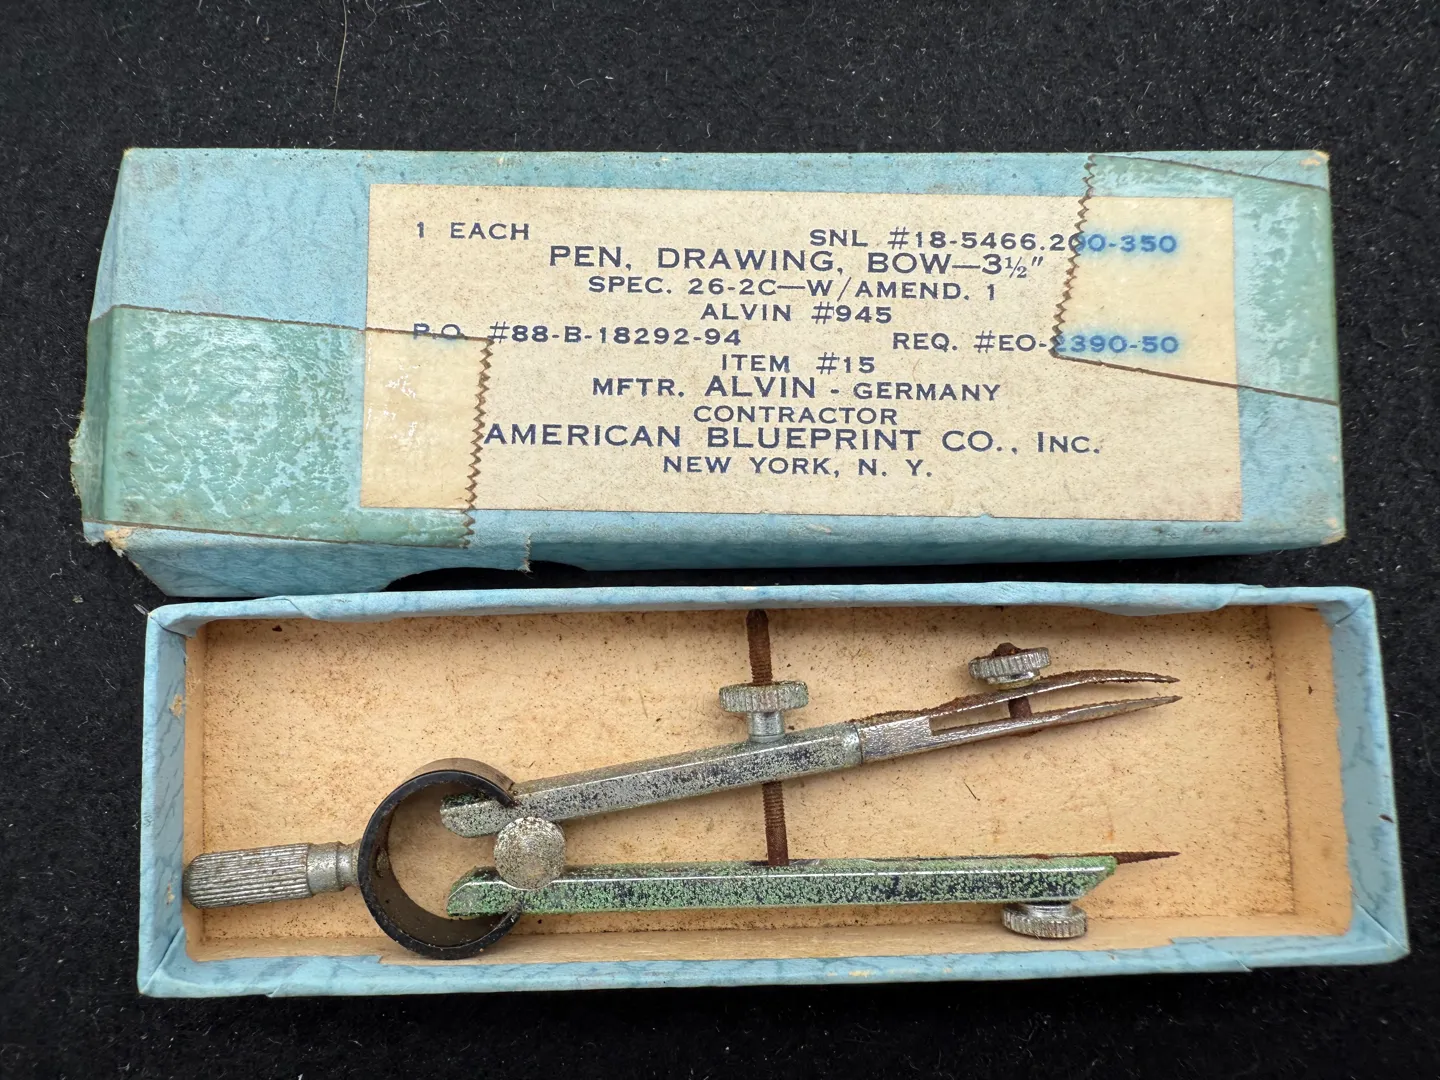 1 EACH SNL #18-5466.200-350
PEN, DRAWING, BOW—3½"
SPEC. 26-2C—W/AMEND. 1
ALVIN #945
P.O. #88-B-18292-94 REQ. #EO-2390-50
ITEM #15
MFTR. ALVIN - GERMANY
CONTRACTOR
AMERICAN BLUEPRINT CO., INC.
NEW YORK, N. Y.